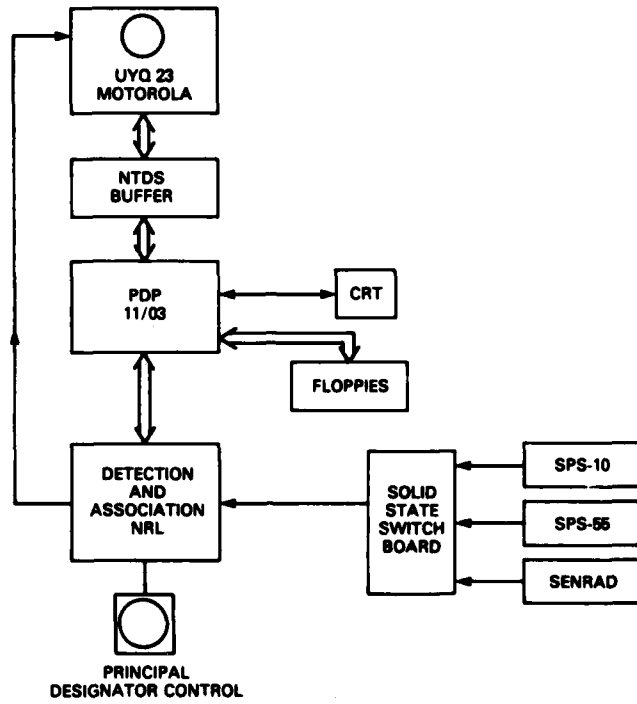 UYQ 23
MOTOROLA
NTDS
BUFFER
PDP
11/03
CRT
FLOPPIES
DETECTION
AND
ASSOCIATION
NRL
SOLID
STATE
SWITCH
BOARD
SPS-10
SPS-55
SENRAD
PRINCIPAL
DESIGNATOR CONTROL